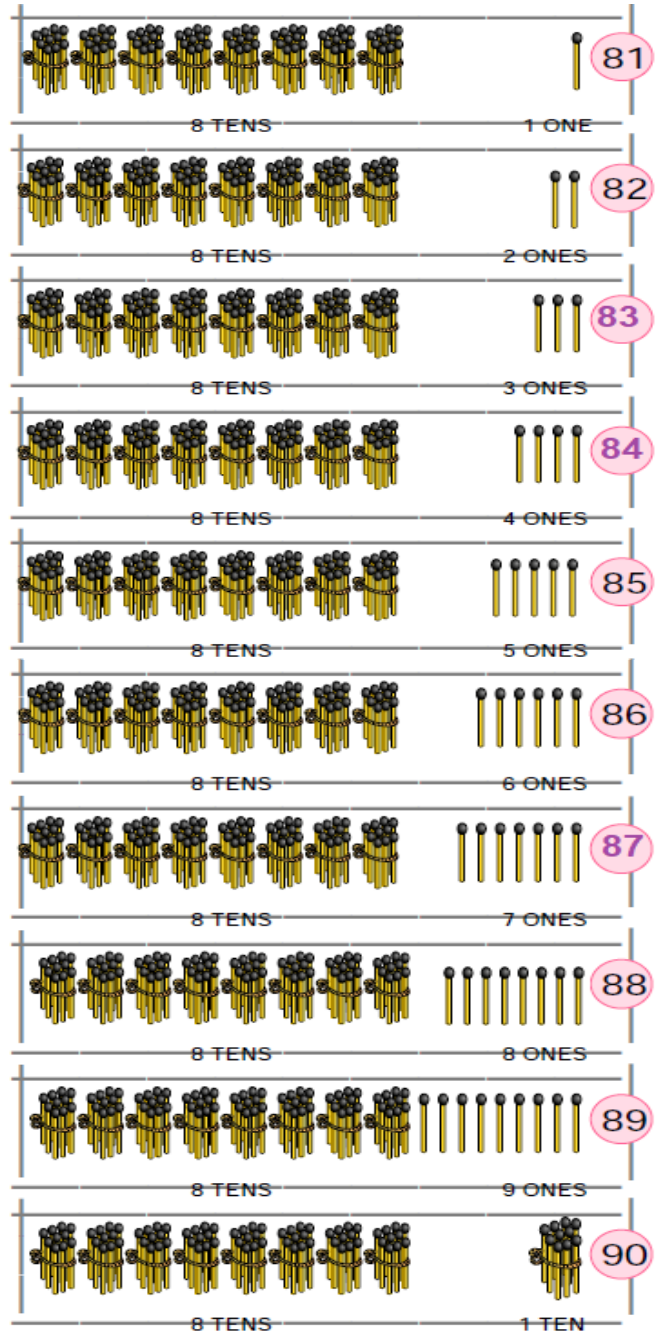 81
8 TENS 1 ONE
82
8 TENS 2 ONES
83
8 TENS 3 ONES
84
8 TENS 4 ONES
85
8 TENS 5 ONES
86
8 TENS 6 ONES
87
8 TENS 7 ONES
88
8 TENS 8 ONES
89
8 TENS 9 ONES
90
8 TENS 1 TEN